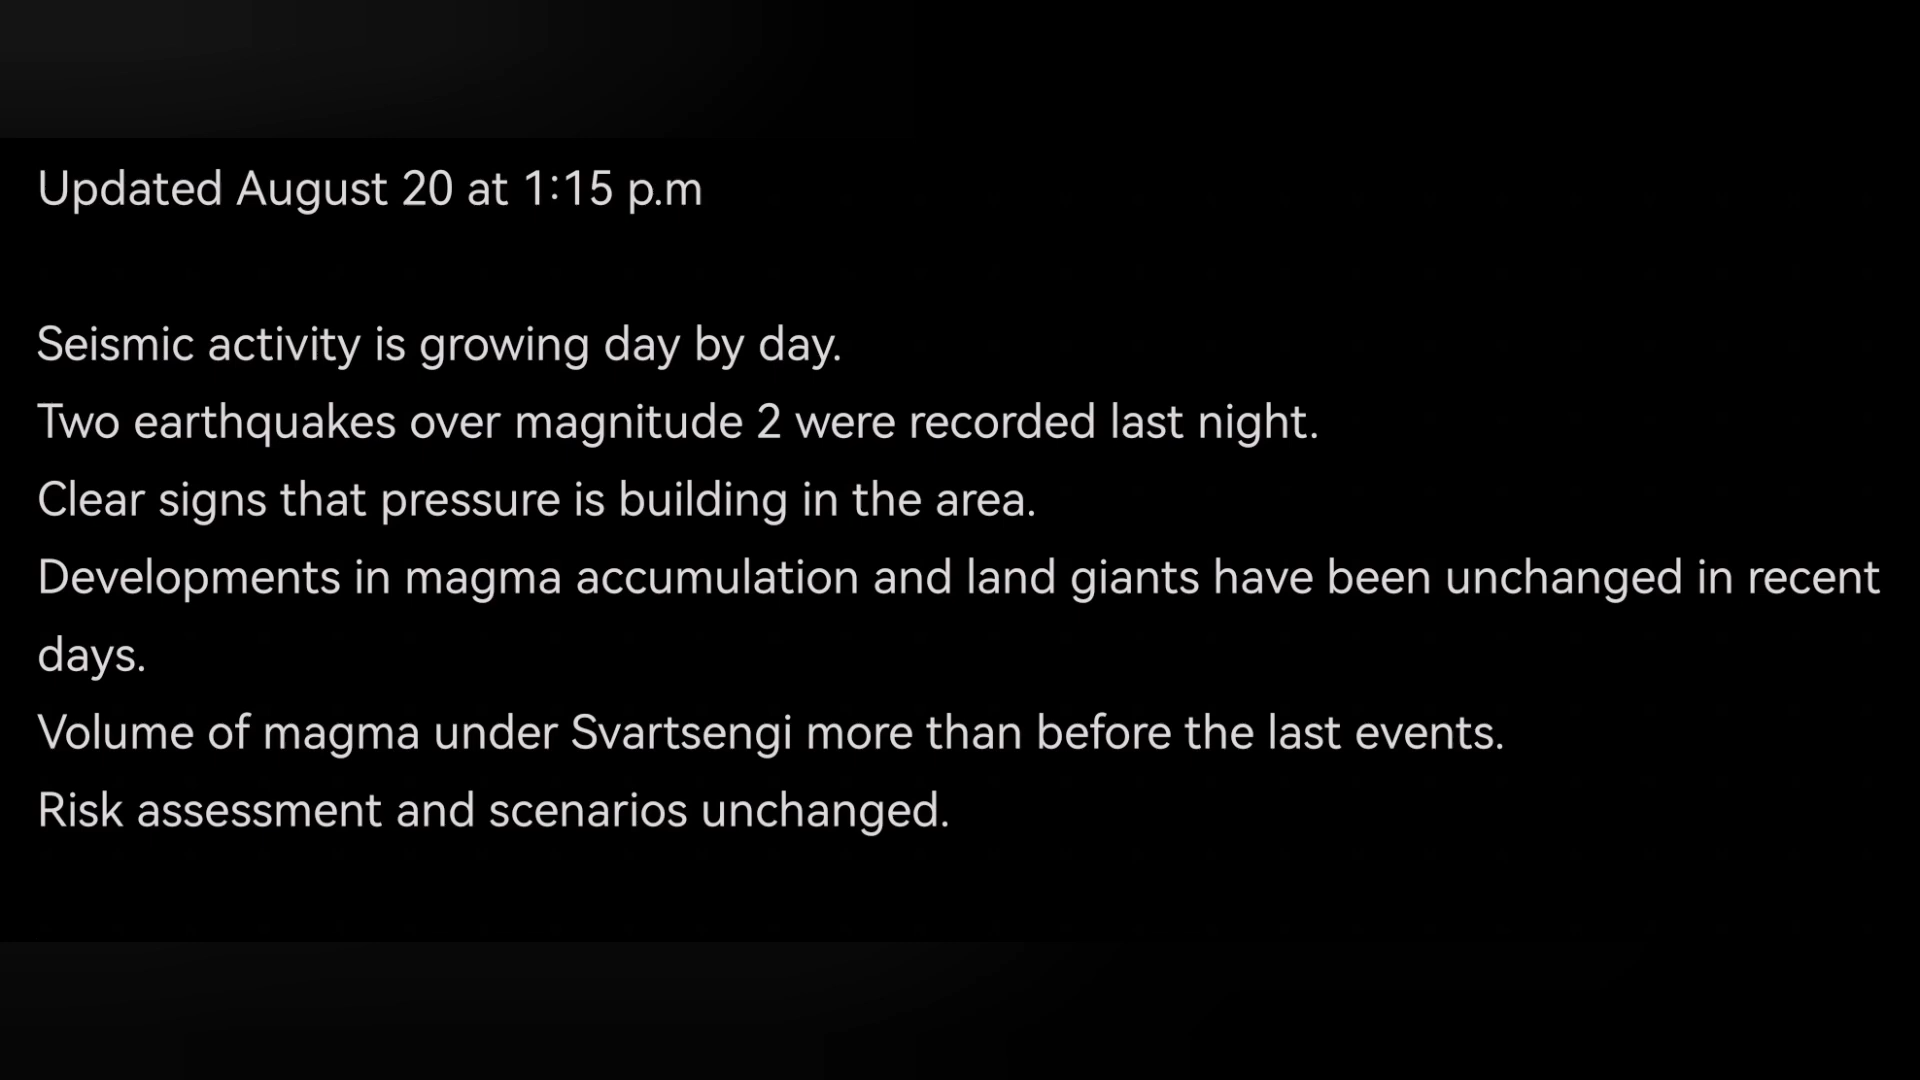 Updated August 20 at 1:15 p.m
Seismic activity is growing day by day.
Two earthquakes over magnitude 2 were recorded last night.
Clear signs that pressure is building in the area.
Developments in magma accumulation and land giants have been unchanged in recent
days.
Volume of magma under Svartsengi more than before the last events.
Risk assessment and scenarios unchanged.